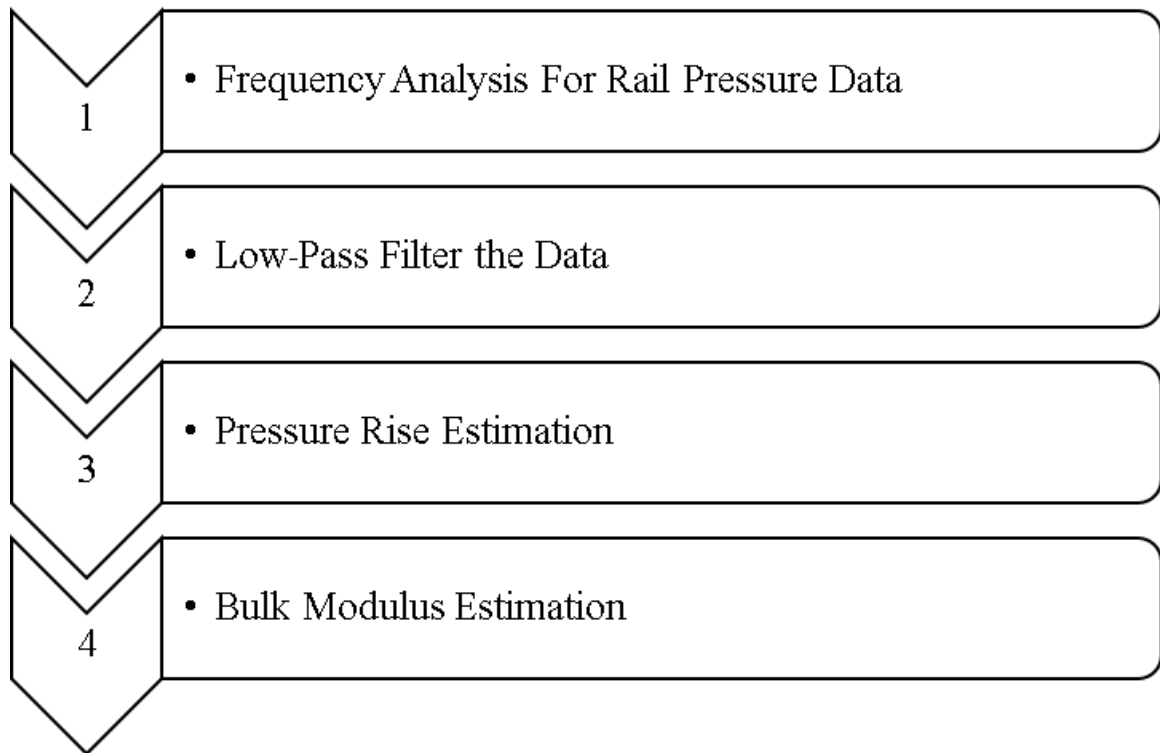 1
• Frequency Analysis For Rail Pressure Data
2
• Low-Pass Filter the Data
3
• Pressure Rise Estimation
4
• Bulk Modulus Estimation